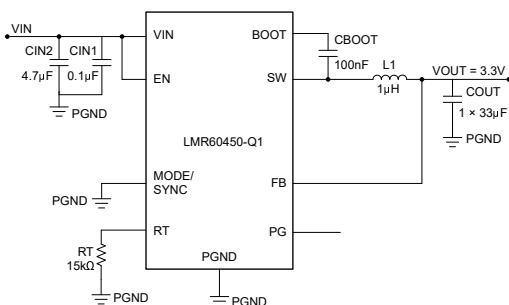 VIN
CIN2 CIN1
4.7µF 0.1µF
PGND
VIN
EN
BOOT
SW
CBOOT
100nF
L1
1µH
VOUT = 3.3V
COUT
1 × 33µF
PGND
LMR60450-Q1
MODE/
SYNC
PGND
FB
RT
PG
RT
15kΩ
PGND
PGND
PGND